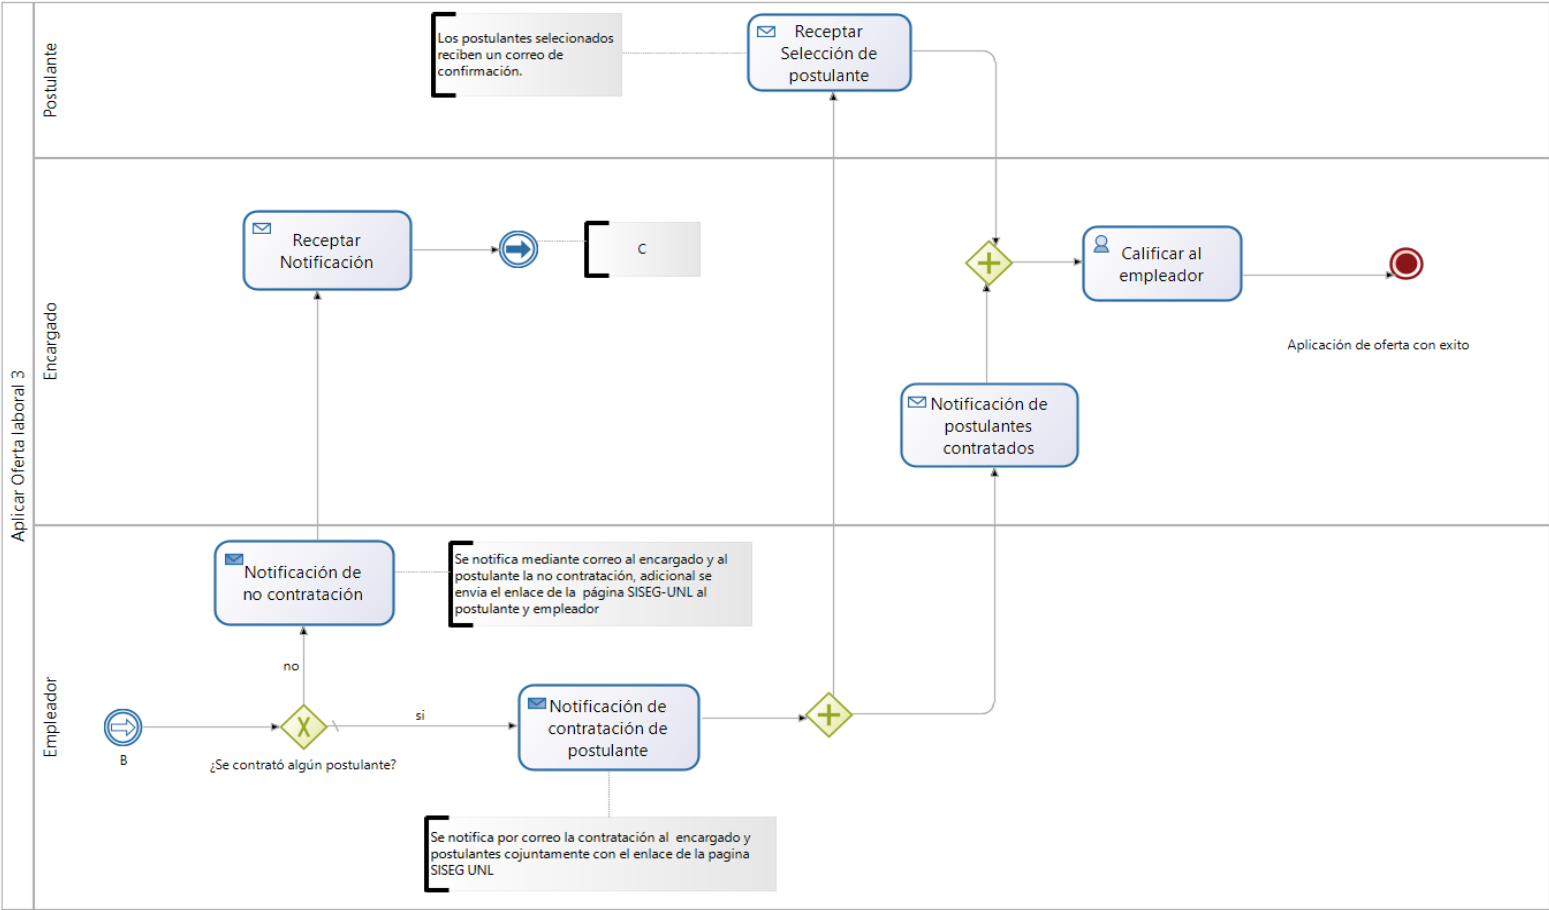 Aplicar Oferta laboral 3
Postulante
Los postulantes selecionados
reciben un correo de
confirmación.
Receptar
Selección de
postulante
Encargado
Receptar
Notificación
C
Calificar al
empleador
Aplicación de oferta con exito
Notificación de
postulantes
contratados
Empleador
Notificación de
no contratación
Se notifica mediante correo al encargado y al
postulante la no contratación, adicional se
envia el enlace de la página SISEG-UNL al
postulante y empleador
no
B
¿Se contrató algún postulante?
si
Notificación de
contratación de
postulante
Se notifica por correo la contratación al encargado y
postulantes cojuntamente con el enlace de la pagina
SISEG UNL